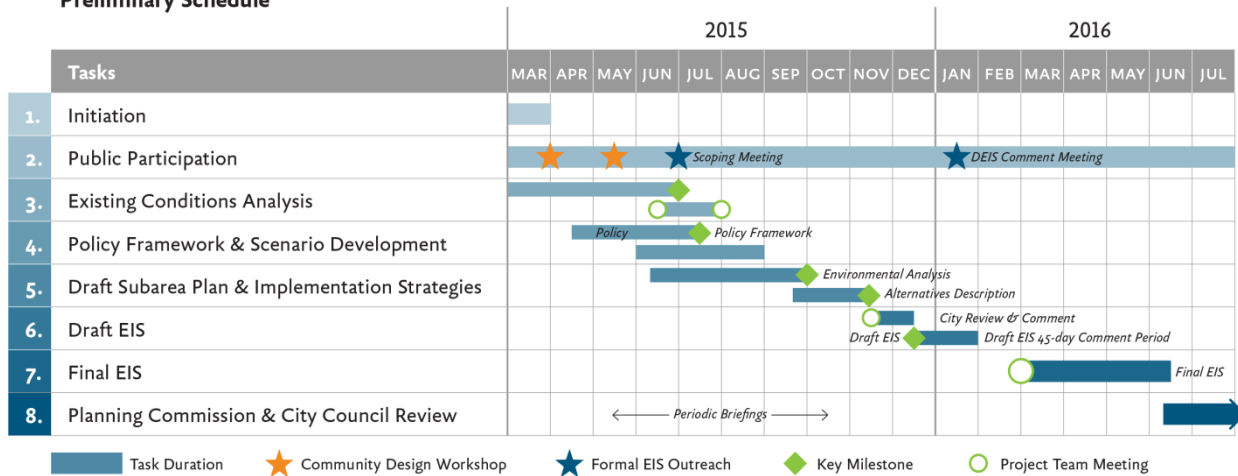 Preliminary Schedule
2015 2016
Tasks MAR APR MAY JUN JUL AUG SEP OCT NOV DEC JAN FEB MAR APR MAY JUN JUL
1. Initiation
2. Public Participation Scoping Meeting DEIS Comment Meeting
3. Existing Conditions Analysis
4. Policy Framework & Scenario Development Policy Policy Framework
5. Draft Subarea Plan & Implementation Strategies Environmental Analysis
Alternatives Description
6. Draft EIS City Review & Comment
Draft EIS Draft EIS 45-day Comment Period
7. Final EIS Final EIS
8. Planning Commission & City Council Review Periodic Briefings
Task Duration Community Design Workshop Formal EIS Outreach Key Milestone Project Team Meeting